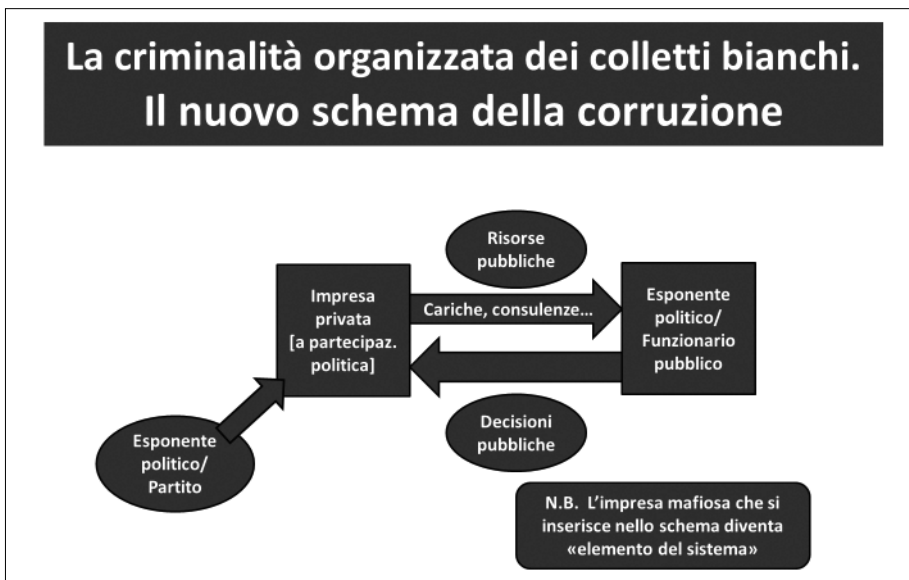 La criminalità organizzata dei colletti bianchi.
Il nuovo schema della corruzione
Risorse
pubbliche
Impresa
privata
[a partecipaz.
politica]
Cariche, consulenze...
Esponente
politico/
Funzionario
pubblico
Decisioni
pubbliche
Esponente
politico/
Partito
N.B.  L'impresa mafiosa che si
inserisce nello schema diventa
«elemento del sistema»